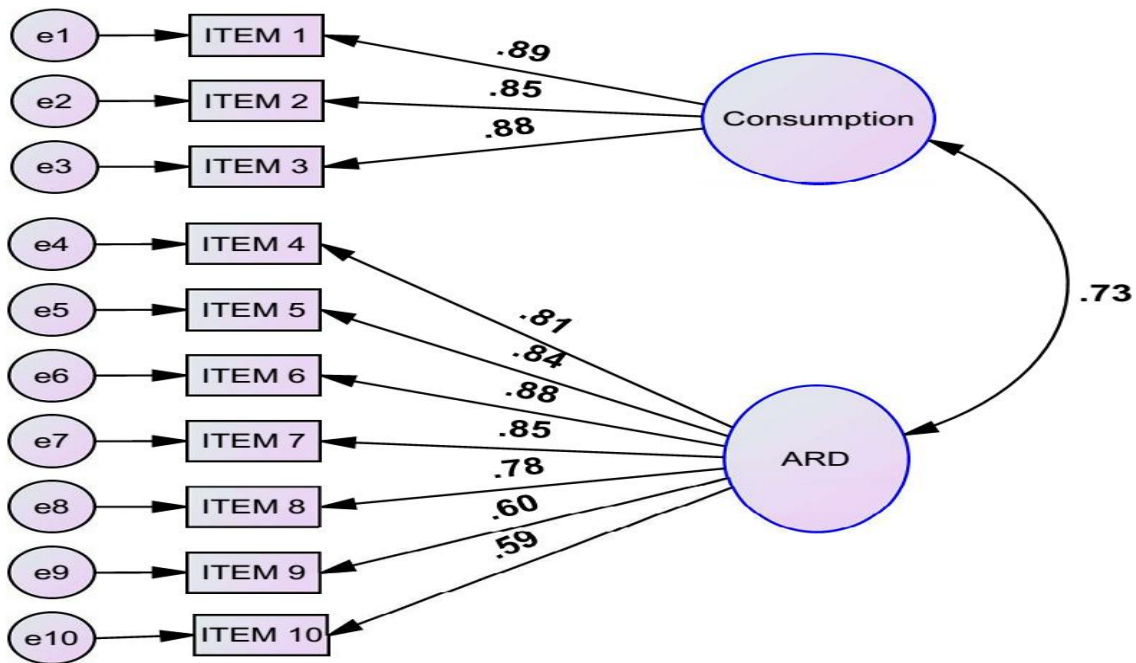 e1 ITEM 1 .89
e2 ITEM 2 .85 Consumption
e3 ITEM 3 .88
e4 ITEM 4
e5 ITEM 5 .81 .73
e6 ITEM 6 .84
.88
e7 ITEM 7 .85 ARD
e8 ITEM 8 .78
e9 ITEM 9 .60
.59
e10 ITEM 10